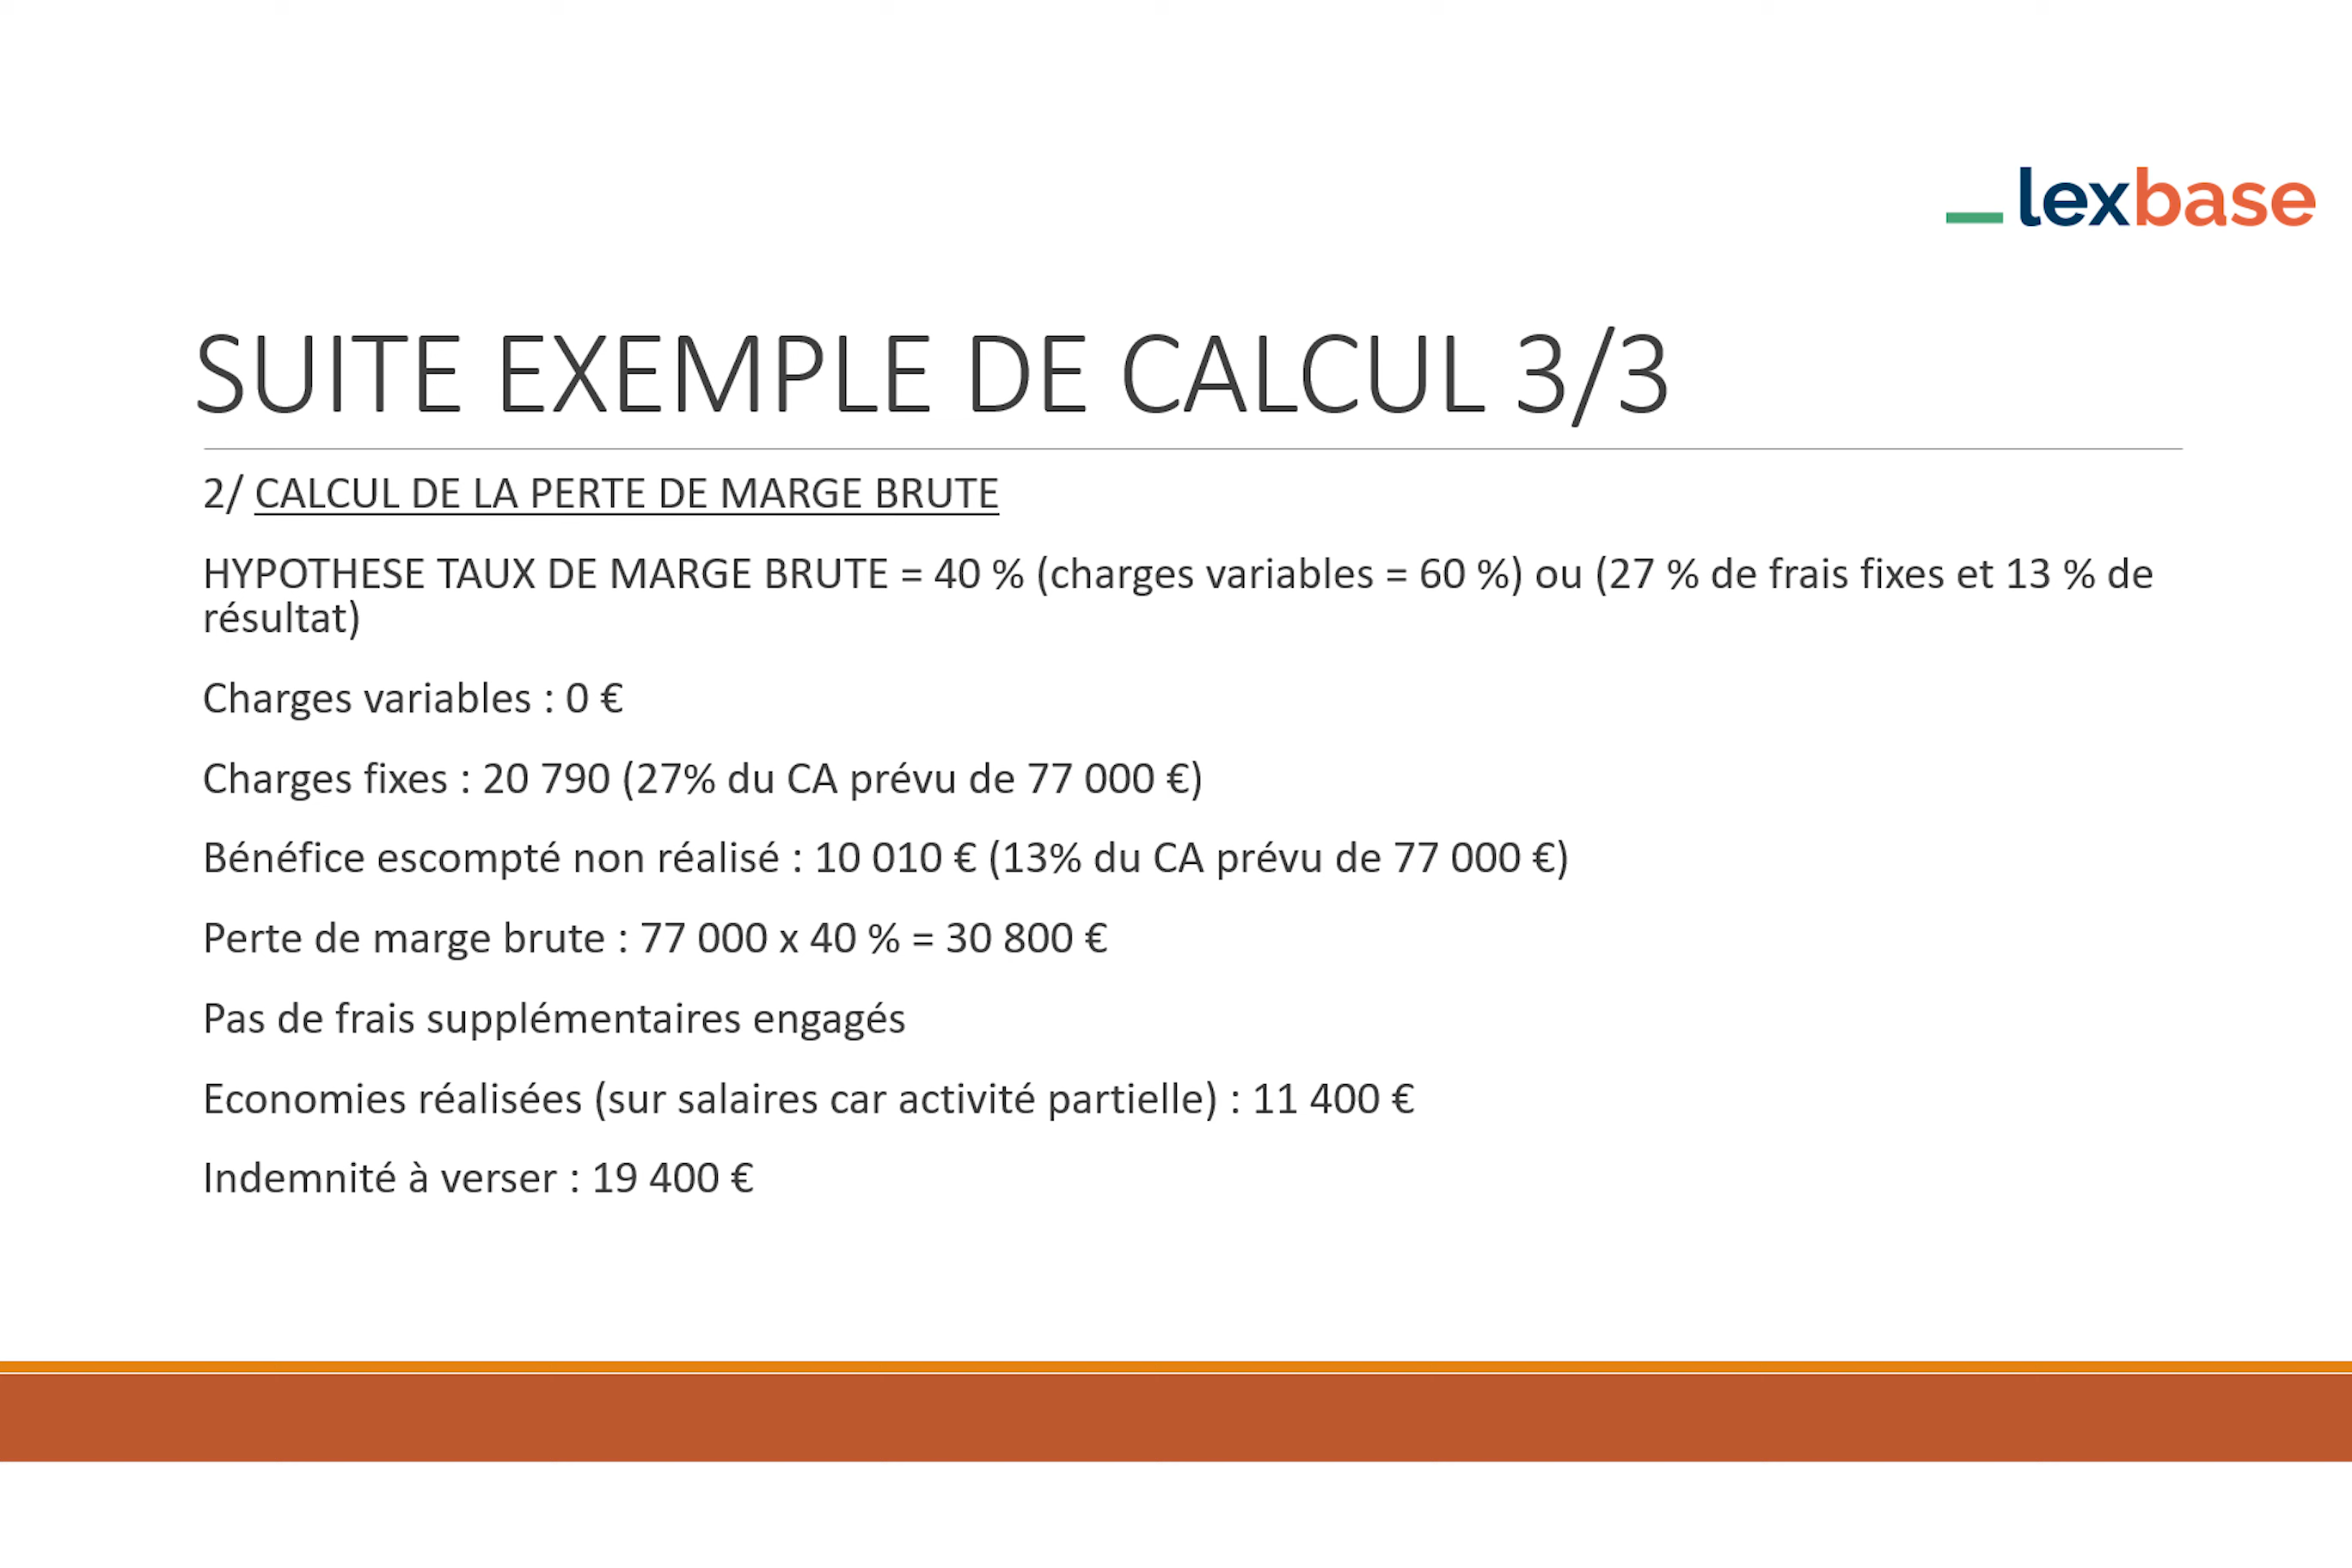 lexbase
SUITE EXEMPLE DE CALCUL 3/3
2/ CALCUL DE LA PERTE DE MARGE BRUTE
HYPOTHESE TAUX DE MARGE BRUTE = 40 % (charges variables = 60 %) ou (27 % de frais fixes et 13 % de
résultat)
Charges variables : 0 €
Charges fixes : 20 790 (27% du CA prévu de 77 000 €)
Bénéfice escompté non réalisé : 10 010 € (13% du CA prévu de 77 000 €)
Perte de marge brute : 77 000 x 40 % = 30 800 €
Pas de frais supplémentaires engagés
Economies réalisées (sur salaires car activité partielle) : 11 400 €
Indemnité à verser : 19 400 €